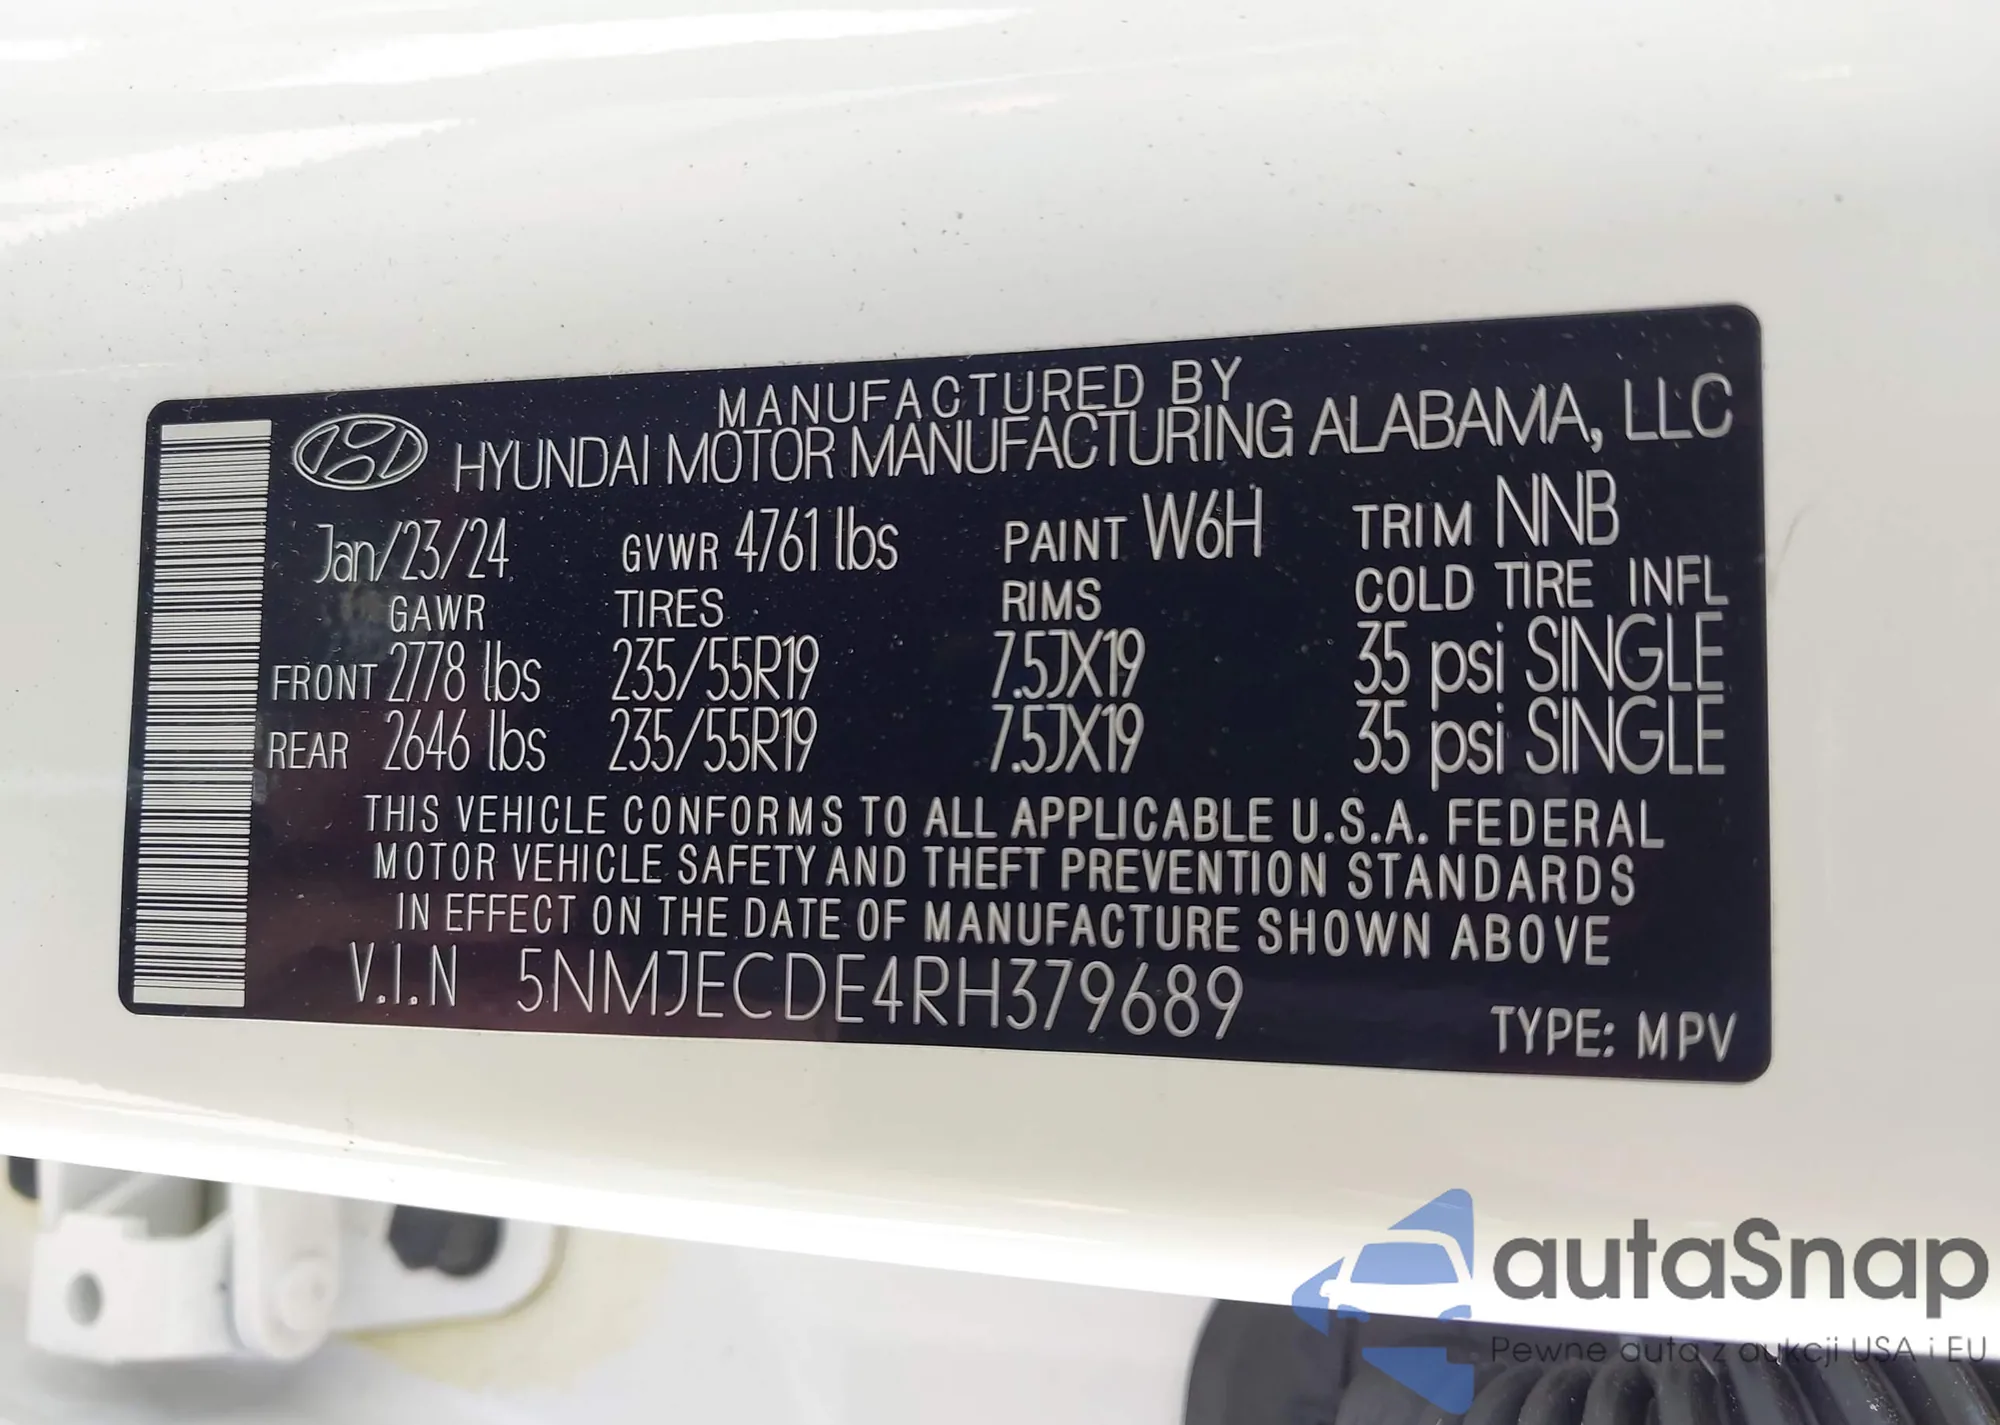 MANUFACTURED BY
HYUNDAI MOTOR MANUFACTURING ALABAMA, LLC
Jan/23/24 GVWR 4761 lbs PAINT W6H TRIM NNB
GAWR TIRES RIMS COLD TIRE INFL
FRONT 2778 lbs 235/55R19 7.5JX19 35 psi SINGLE
REAR 2646 lbs 235/55R19 7.5JX19 35 psi SINGLE
THIS VEHICLE CONFORMS TO ALL APPLICABLE U.S.A. FEDERAL
MOTOR VEHICLE SAFETY AND THEFT PREVENTION STANDARDS
IN EFFECT ON THE DATE OF MANUFACTURE SHOWN ABOVE
V.I.N 5NMJECDE4RH379689
TYPE: MPV
autaSnap
Pewne auta z aukcji USA i EU